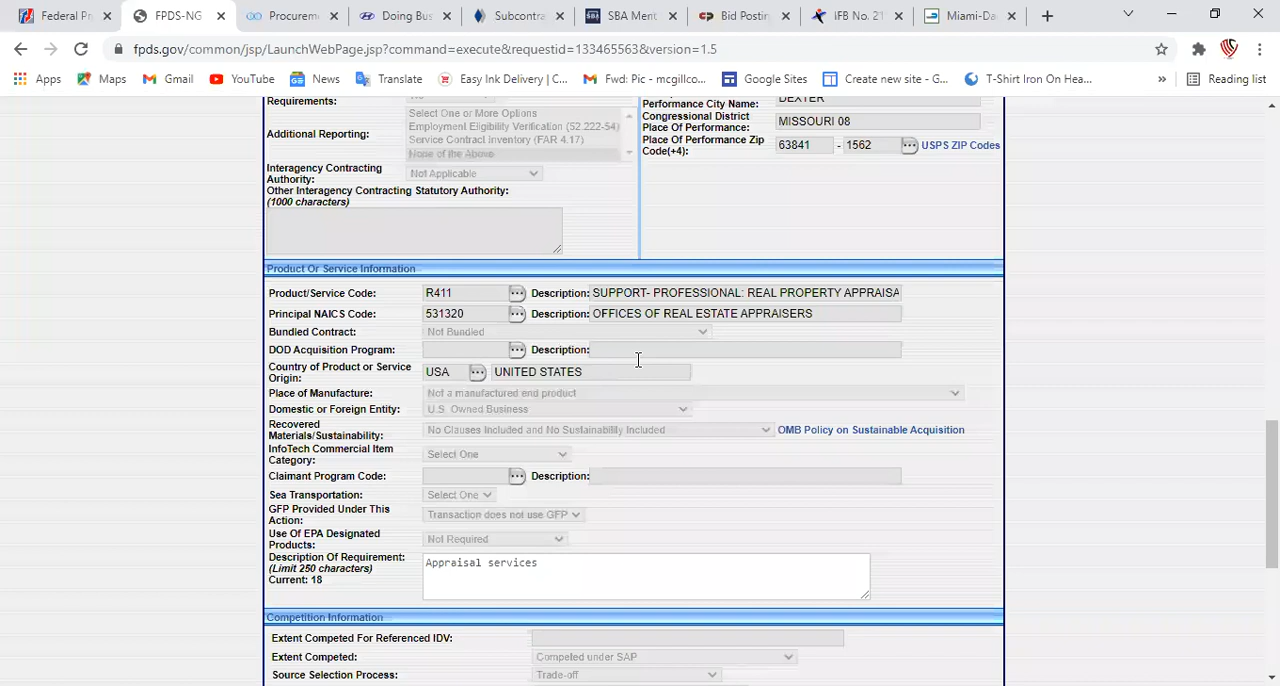 Federal Pr
FPDS-NG
Procurem
Doing Bus
Subcontra
SBA Ment
Bid Postin
IFB No. 21
Miami-Da
fpds.gov/common/jsp/LaunchWebPage.jsp?command=execute&requestid=133465563&version=1.5
Apps
Maps
Gmail
YouTube
News
Translate
Easy Ink Delivery | C...
Fwd: Pic - mcgillco...
Google Sites
Create new site - G...
T-Shirt Iron On Hea...
»
Reading list
Requirements:
Additional Reporting:
Select One or More Options
Employment Eligibility Verification (52.222-54)
Service Contract Inventory (FAR 4.17)
None of the Above
Interagency Contracting Authority: Not Applicable
Other Interagency Contracting Statutory Authority:
(1000 characters)
Performance City Name: DEXTER
Congressional District
Place Of Performance: MISSOURI 08
Place Of Performance Zip
Code(+4): 63841 - 1562 USPS ZIP Codes
Product Or Service Information
Product/Service Code: R411 Description: SUPPORT- PROFESSIONAL: REAL PROPERTY APPRAISA
Principal NAICS Code: 531320 Description: OFFICES OF REAL ESTATE APPRAISERS
Bundled Contract: Not Bundled
DOD Acquisition Program: Description:
Country of Product or Service
Origin: USA UNITED STATES
Place of Manufacture: Not a manufactured end product
Domestic or Foreign Entity: U.S. Owned Business
Recovered
Materials/Sustainability: No Clauses Included and No Sustainability Included OMB Policy on Sustainable Acquisition
InfoTech Commercial Item
Category: Select One
Claimant Program Code: Description:
Sea Transportation: Select One
GFP Provided Under This
Action: Transaction does not use GFP
Use Of EPA Designated
Products: Not Required
Description Of Requirement: Appraisal services
(Limit 250 characters)
Current: 18
Competition Information
Extent Competed For Referenced IDV:
Extent Competed: Competed under SAP
Source Selection Process: Trade-off